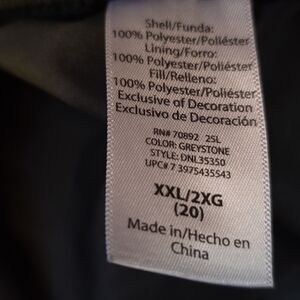 Shell/Funda:
100% Polyester/Poliéster
Lining/Forro:
100% Polyester/Poliéster
Fill/Relleno:
100% Polyester/Poliéster
Exclusive of Decoration
Exclusivo de Decoración
RN# 70892 2SL
COLOR: GREYSTONE
STYLE: DNL35350
UPC# 7 3975435543
XXL/2XG
(20)
Made in/Hecho en
China